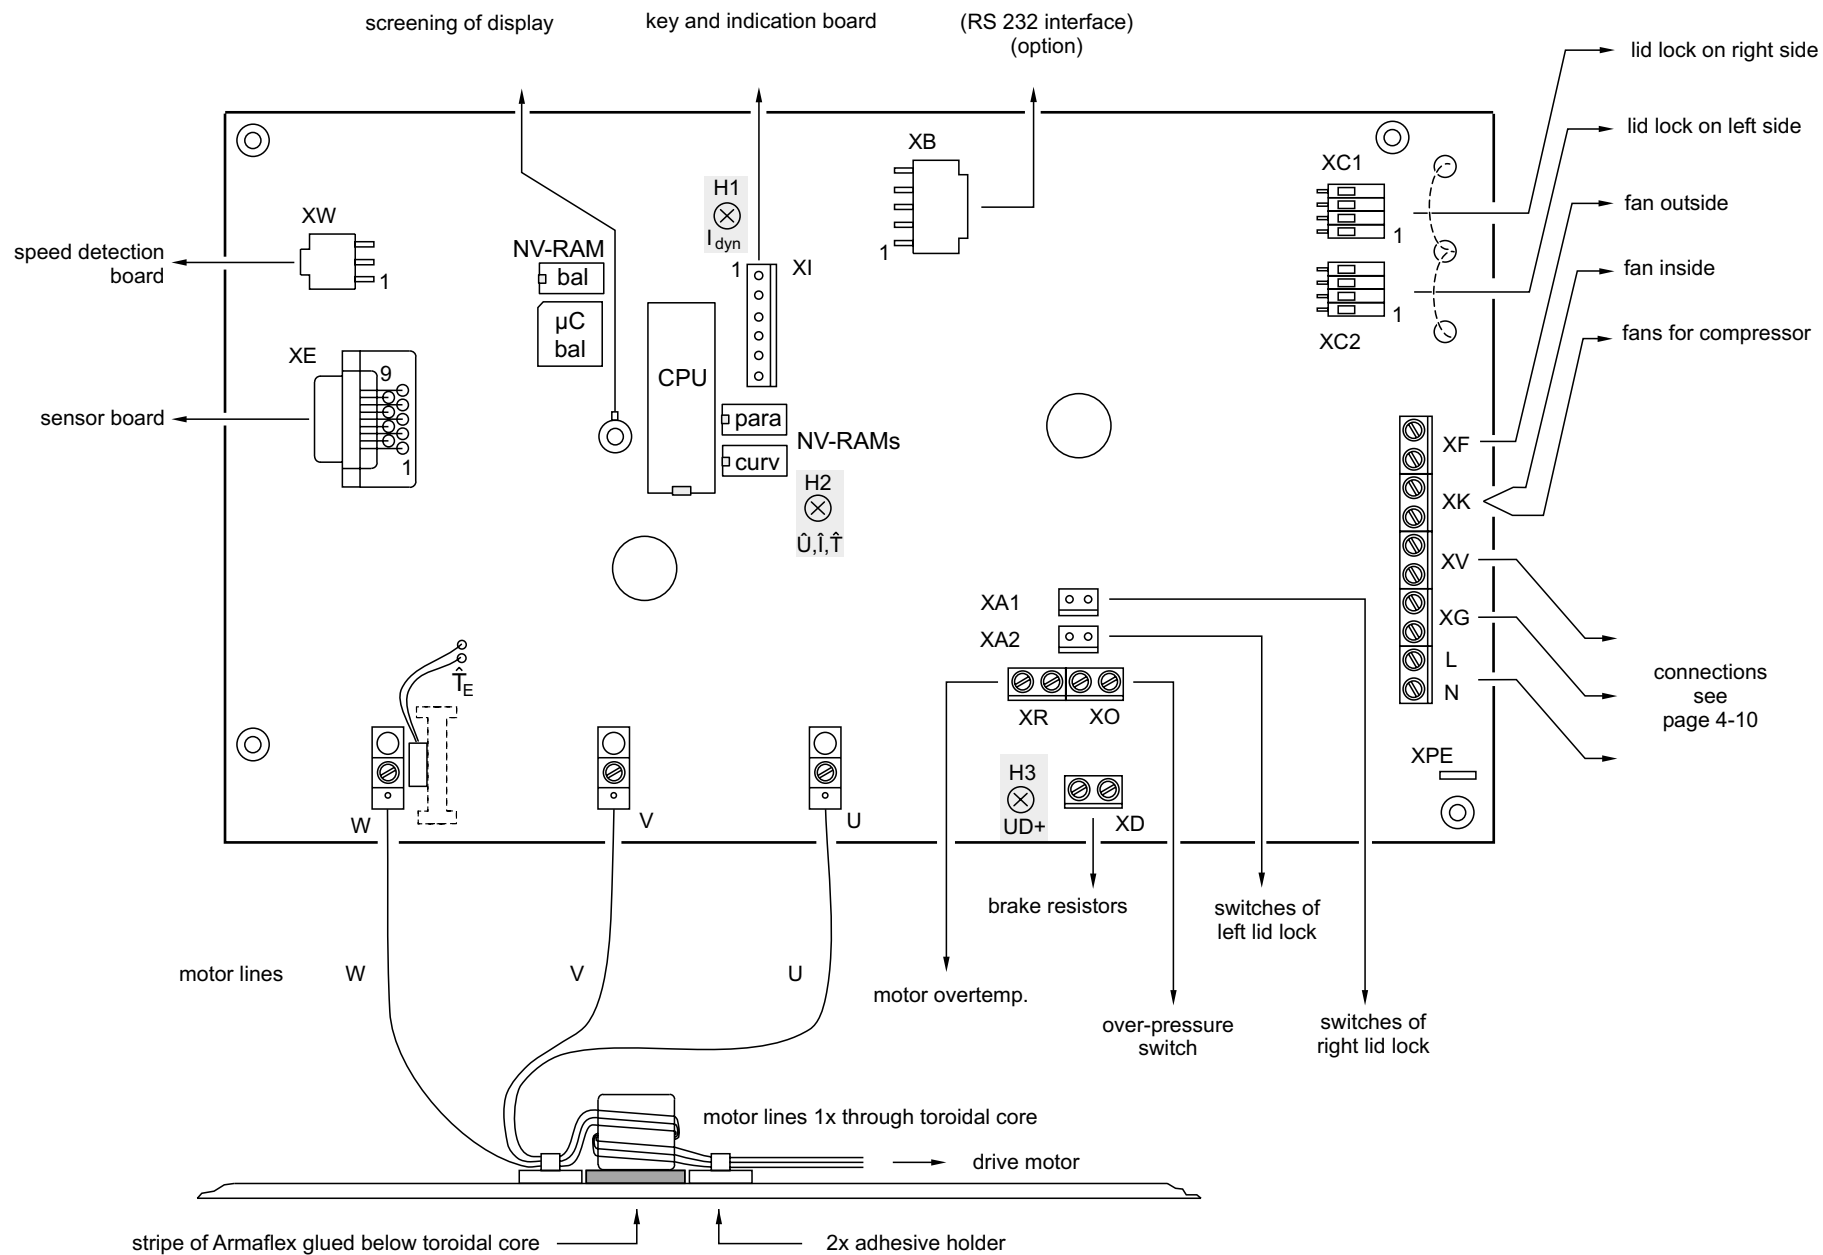 screening of display
key and indication board
(RS 232 interface)
(option)
lid lock on right side
lid lock on left side
fan outside
fan inside
fans for compressor
XB
XC1
1
XC2
1
H1
I dyn
XW
1
speed detection
board
NV-RAM
bal
µC
bal
1
XI
1
XE
9
1
sensor board
CPU
para
curv
NV-RAMs
H2
Û,Î,T̂
XF
XK
XV
XG
L
N
connections
see
page 4-10
XA1
XA2
XR
XO
T̂E
XPE
H3
UD+
XD
W
V
U
brake resistors
switches of
left lid lock
motor lines
W
V
U
motor overtemp.
over-pressure
switch
switches of
right lid lock
motor lines 1x through toroidal core
drive motor
stripe of Armaflex glued below toroidal core
2x adhesive holder